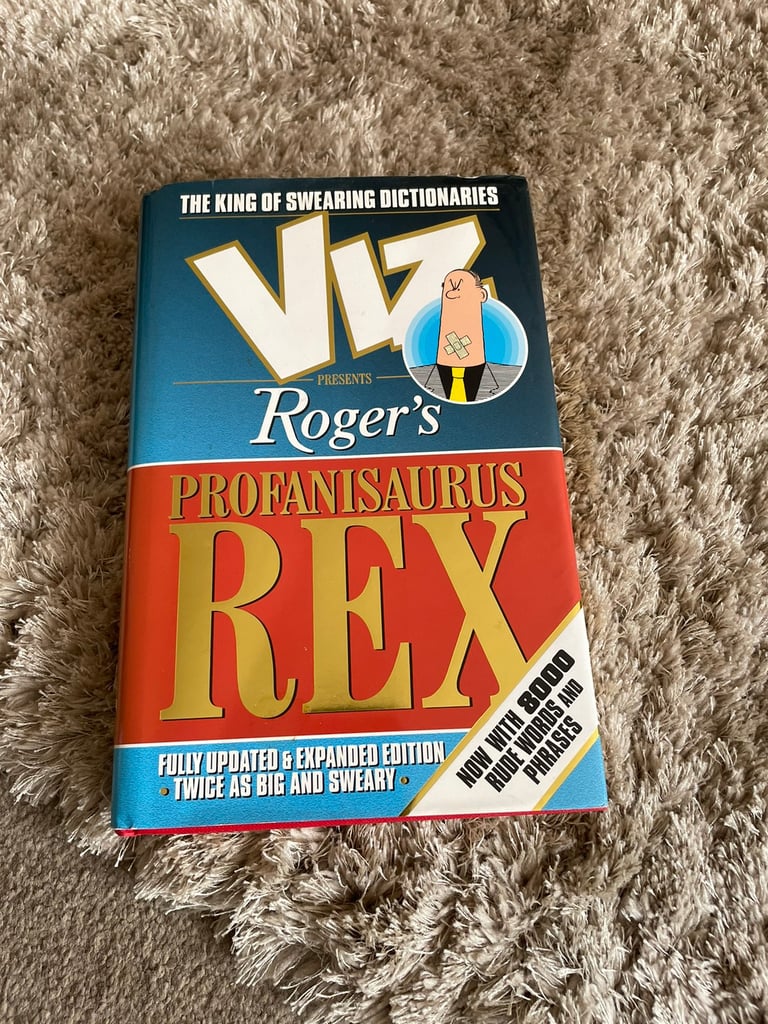 THE KING OF SWEARING DICTIONARIES
VIZ
PRESENTS
Roger's
PROFANISAURUS
REX
FULLY UPDATED & EXPANDED EDITION
• TWICE AS BIG AND SWEARY •
NOW WITH 8000
RUDE WORDS AND
PHRASES